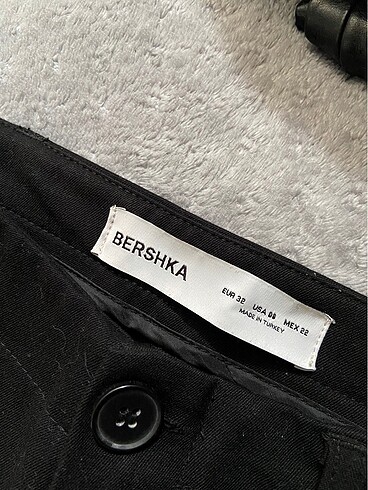 BERSHKA
EUR 32 USA 00 MEX 22
MADE IN TURKEY